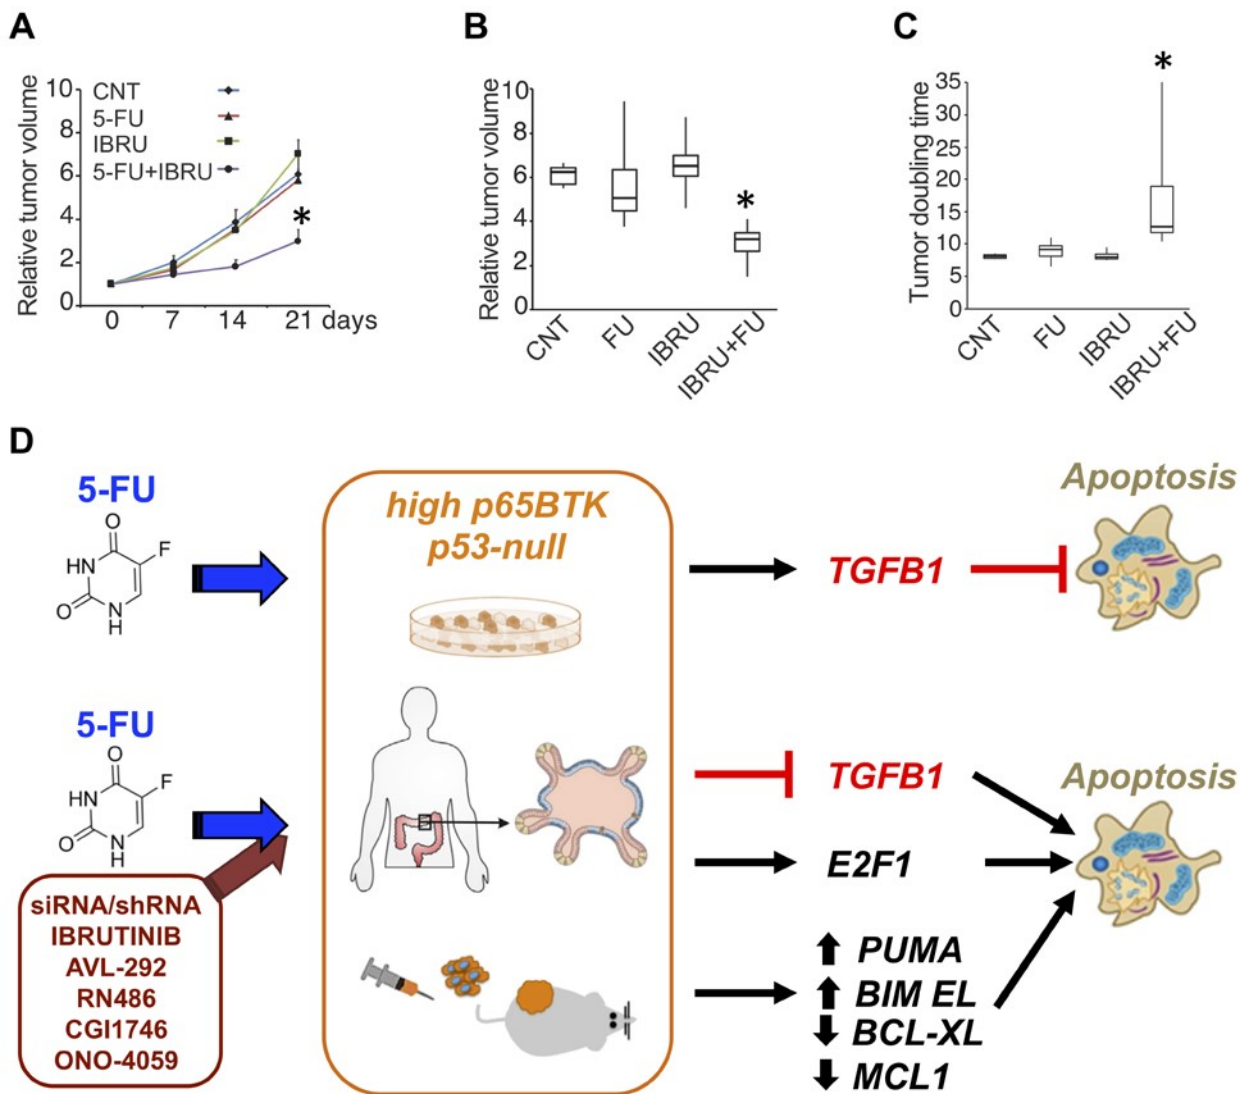 A
Relative tumor volume
10
8
6
4
2
0
CNT
5-FU
IBRU
5-FU+IBRU
*
0 7 14 21 days
B
Relative tumor volume
10
8
6
4
2
0
*
CNT
FU
IBRU
IBRU+FU
C
Tumor doubling time
35
30
25
20
15
10
5
0
*
CNT
FU
IBRU
IBRU+FU
D
5-FU
O
F
HN
O
N
H
high p65BTK
p53-null
TGFB1
Apoptosis
5-FU
O
F
HN
O
N
H
siRNA/shRNA
IBRUTINIB
AVL-292
RN486
CGI1746
ONO-4059
TGFB1
Apoptosis
E2F1
PUMA
BIM EL
BCL-XL
MCL1